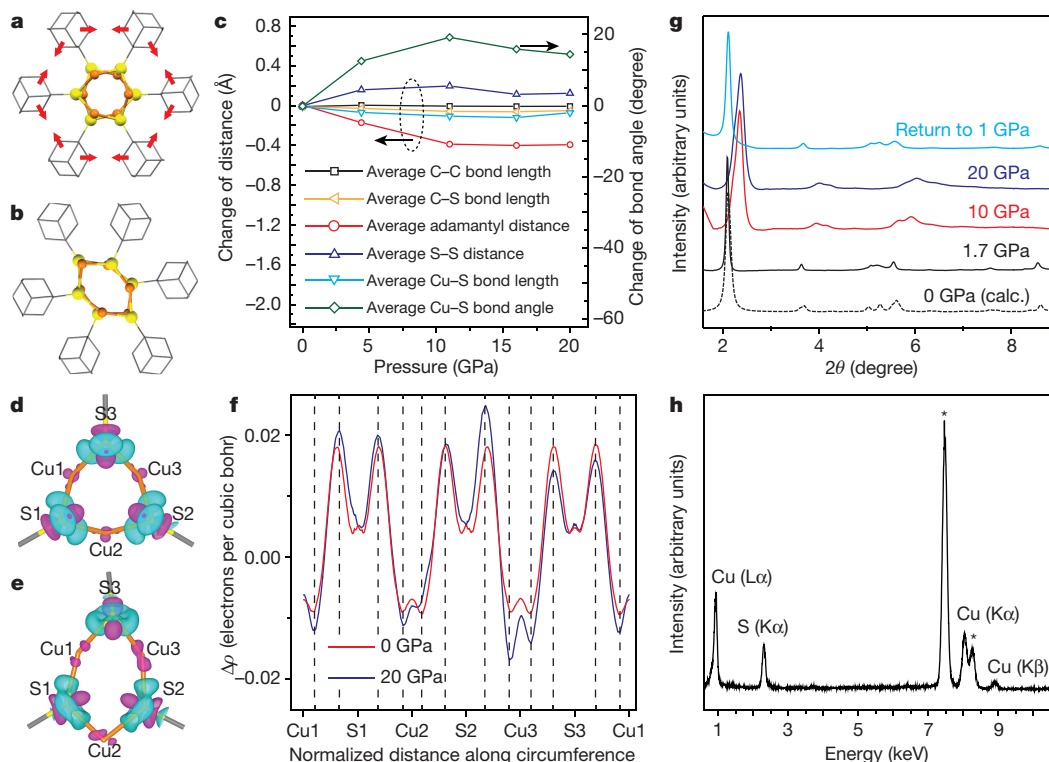 a
b
c
Change of distance (Å)
0.8
0.4
0
−0.4
−0.8
−1.2
−1.6
−2.0
20
0
−20
−40
−60
Change of bond angle (degree)
Average C–C bond length
Average C–S bond length
Average adamantyl distance
Average S–S distance
Average Cu–S bond length
Average Cu–S bond angle
0
5
10
15
20
Pressure (GPa)
g
Intensity (arbitrary units)
Return to 1 GPa
20 GPa
10 GPa
1.7 GPa
0 GPa (calc.)
2
4
6
8
2θ (degree)
d
S3
Cu1
Cu3
S1
S2
Cu2
e
S3
Cu1
Cu3
S1
S2
Cu2
f
Δρ (electrons per cubic bohr)
0.02
0.00
−0.02
0 GPa
20 GPa
Cu1
S1
Cu2
S2
Cu3
S3
Cu1
Normalized distance along circumference
h
Intensity (arbitrary units)
Cu (Lα)
S (Kα)
*
Cu (Kα)
*
Cu (Kβ)
1
3
5
7
9
Energy (keV)